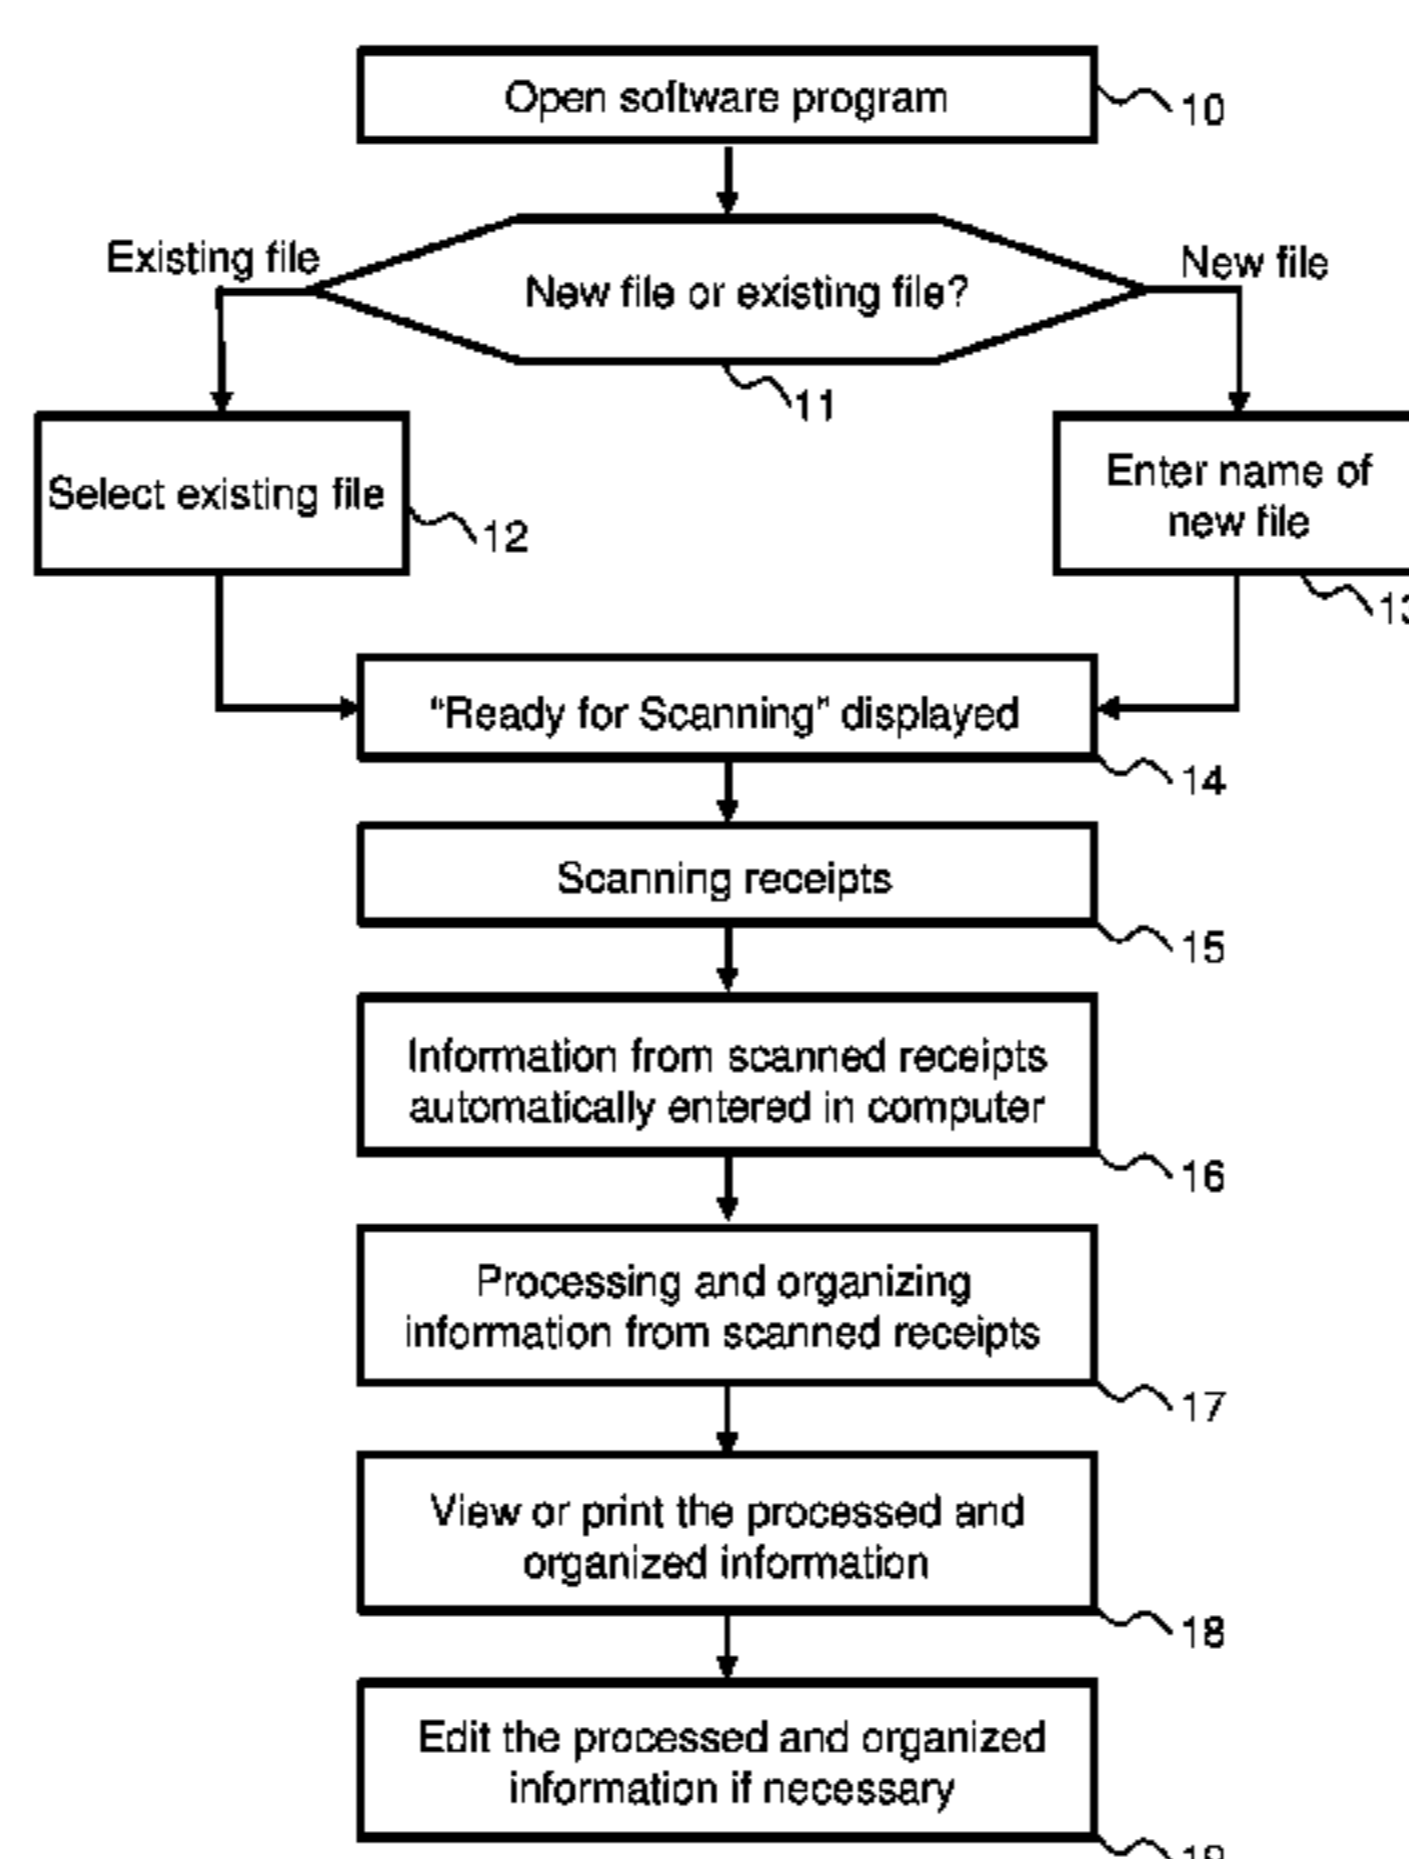 Open software program
10
Existing file
New file
New file or existing file?
11
Select existing file
12
Enter name of
new file
"Ready for Scanning" displayed
14
Scanning receipts
15
Information from scanned receipts
automatically entered in computer
16
Processing and organizing
information from scanned receipts
17
View or print the processed and
organized information
18
Edit the processed and organized
information if necessary